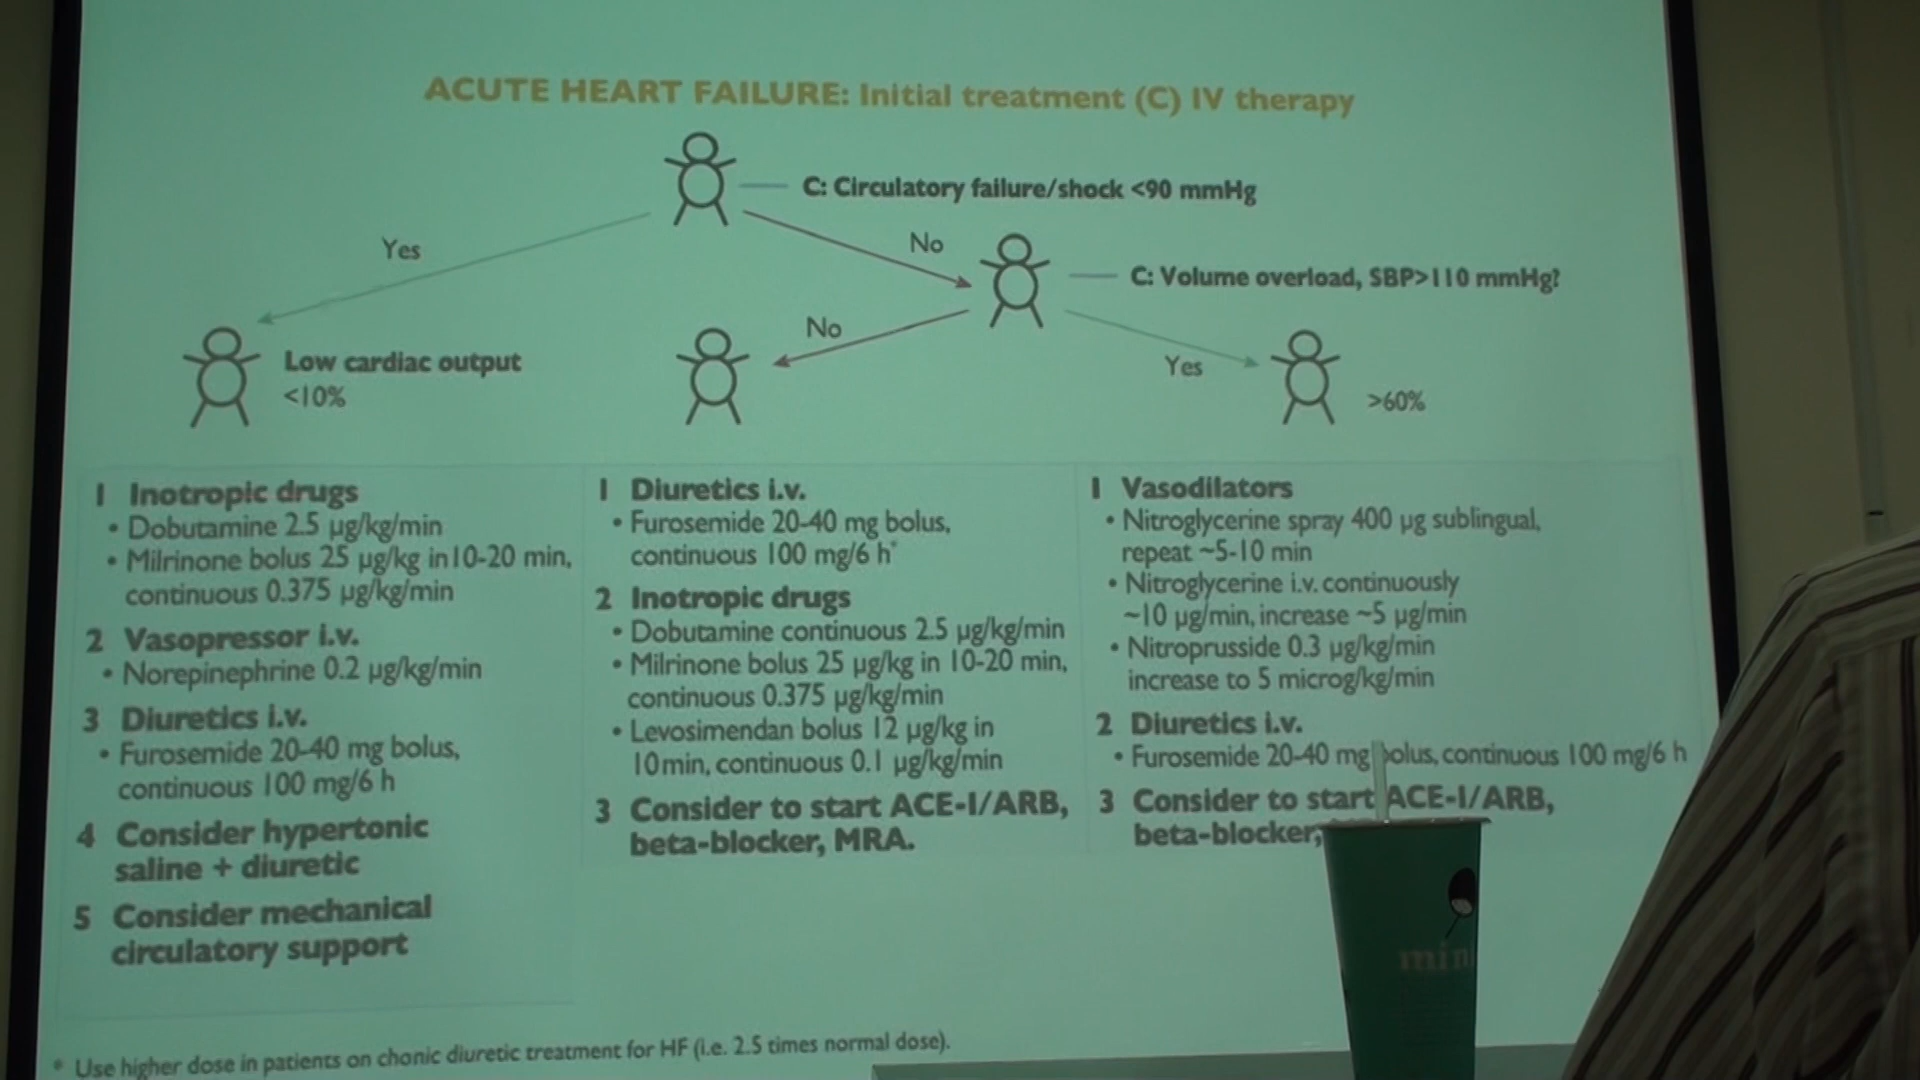 ACUTE HEART FAILURE: Initial treatment (C) IV therapy
C: Circulatory failure/shock <90 mmHg
Yes
No
C: Volume overload, SBP>110 mmHg?
No
Yes
Low cardiac output
<10%
>60%
1 Inotropic drugs
• Dobutamine 2.5 µg/kg/min
• Milrinone bolus 25 µg/kg in10-20 min,
continuous 0.375 µg/kg/min
2 Vasopressor i.v.
• Norepinephrine 0.2 µg/kg/min
3 Diuretics i.v.
• Furosemide 20-40 mg bolus,
continuous 100 mg/6 h
4 Consider hypertonic
saline + diuretic
5 Consider mechanical
circulatory support
1 Diuretics i.v.
• Furosemide 20-40 mg bolus,
continuous 100 mg/6 h*
2 Inotropic drugs
• Dobutamine continuous 2.5 µg/kg/min
• Milrinone bolus 25 µg/kg in 10-20 min,
continuous 0.375 µg/kg/min
• Levosimendan bolus 12 µg/kg in
10min, continuous 0.1 µg/kg/min
3 Consider to start ACE-I/ARB,
beta-blocker, MRA.
1 Vasodilators
• Nitroglycerine spray 400 µg sublingual,
repeat ~5-10 min
• Nitroglycerine i.v. continuously
~10 µg/min, increase ~5 µg/min
• Nitroprusside 0.3 µg/kg/min
increase to 5 microg/kg/min
2 Diuretics i.v.
• Furosemide 20-40 mg bolus, continuous 100 mg/6 h
3 Consider to start ACE-I/ARB,
beta-blocker,
* Use higher dose in patients on chonic diuretic treatment for HF (i.e. 2.5 times normal dose).